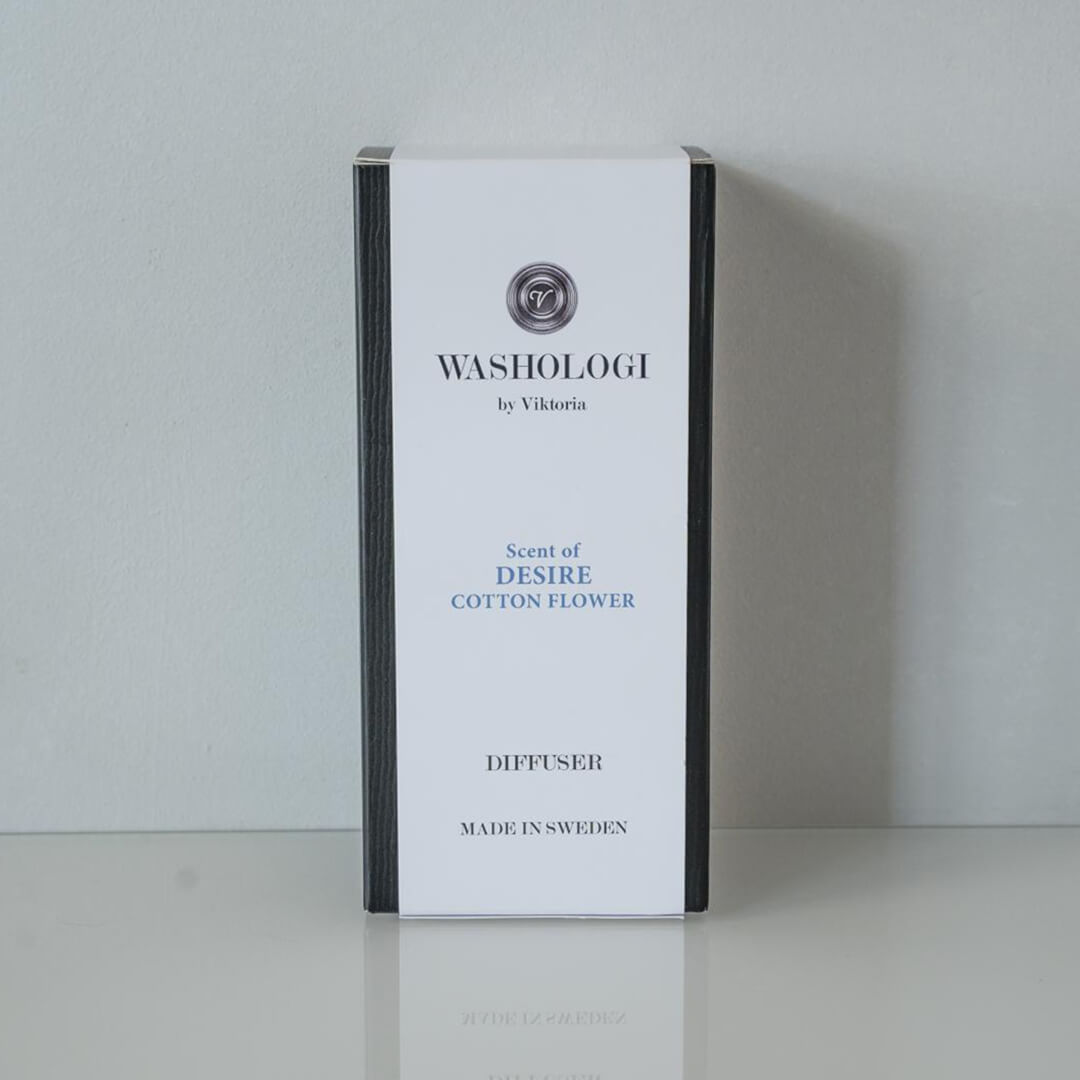 V
WASHOLOGI
by Viktoria
Scent of
DESIRE
COTTON FLOWER
DIFFUSER
MADE IN SWEDEN